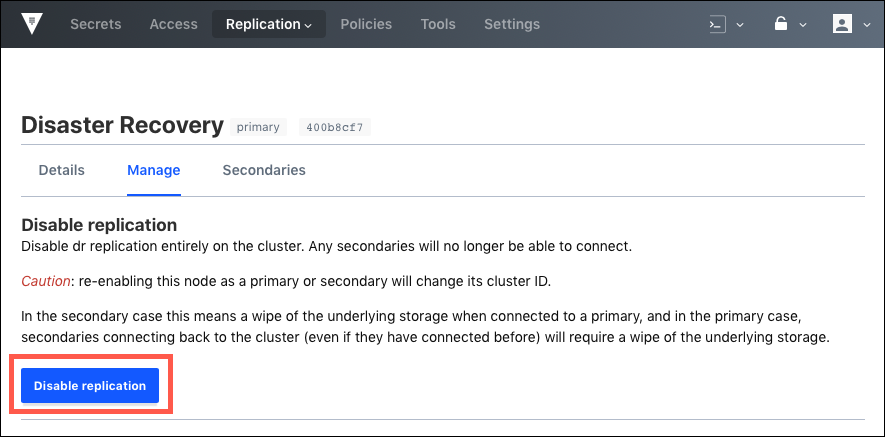 Secrets Access Replication Policies Tools Settings
Disaster Recovery primary 400b8cf7
Details Manage Secondaries
Disable replication
Disable dr replication entirely on the cluster. Any secondaries will no longer be able to connect.
Caution: re-enabling this node as a primary or secondary will change its cluster ID.
In the secondary case this means a wipe of the underlying storage when connected to a primary, and in the primary case,
secondaries connecting back to the cluster (even if they have connected before) will require a wipe of the underlying storage.
Disable replication